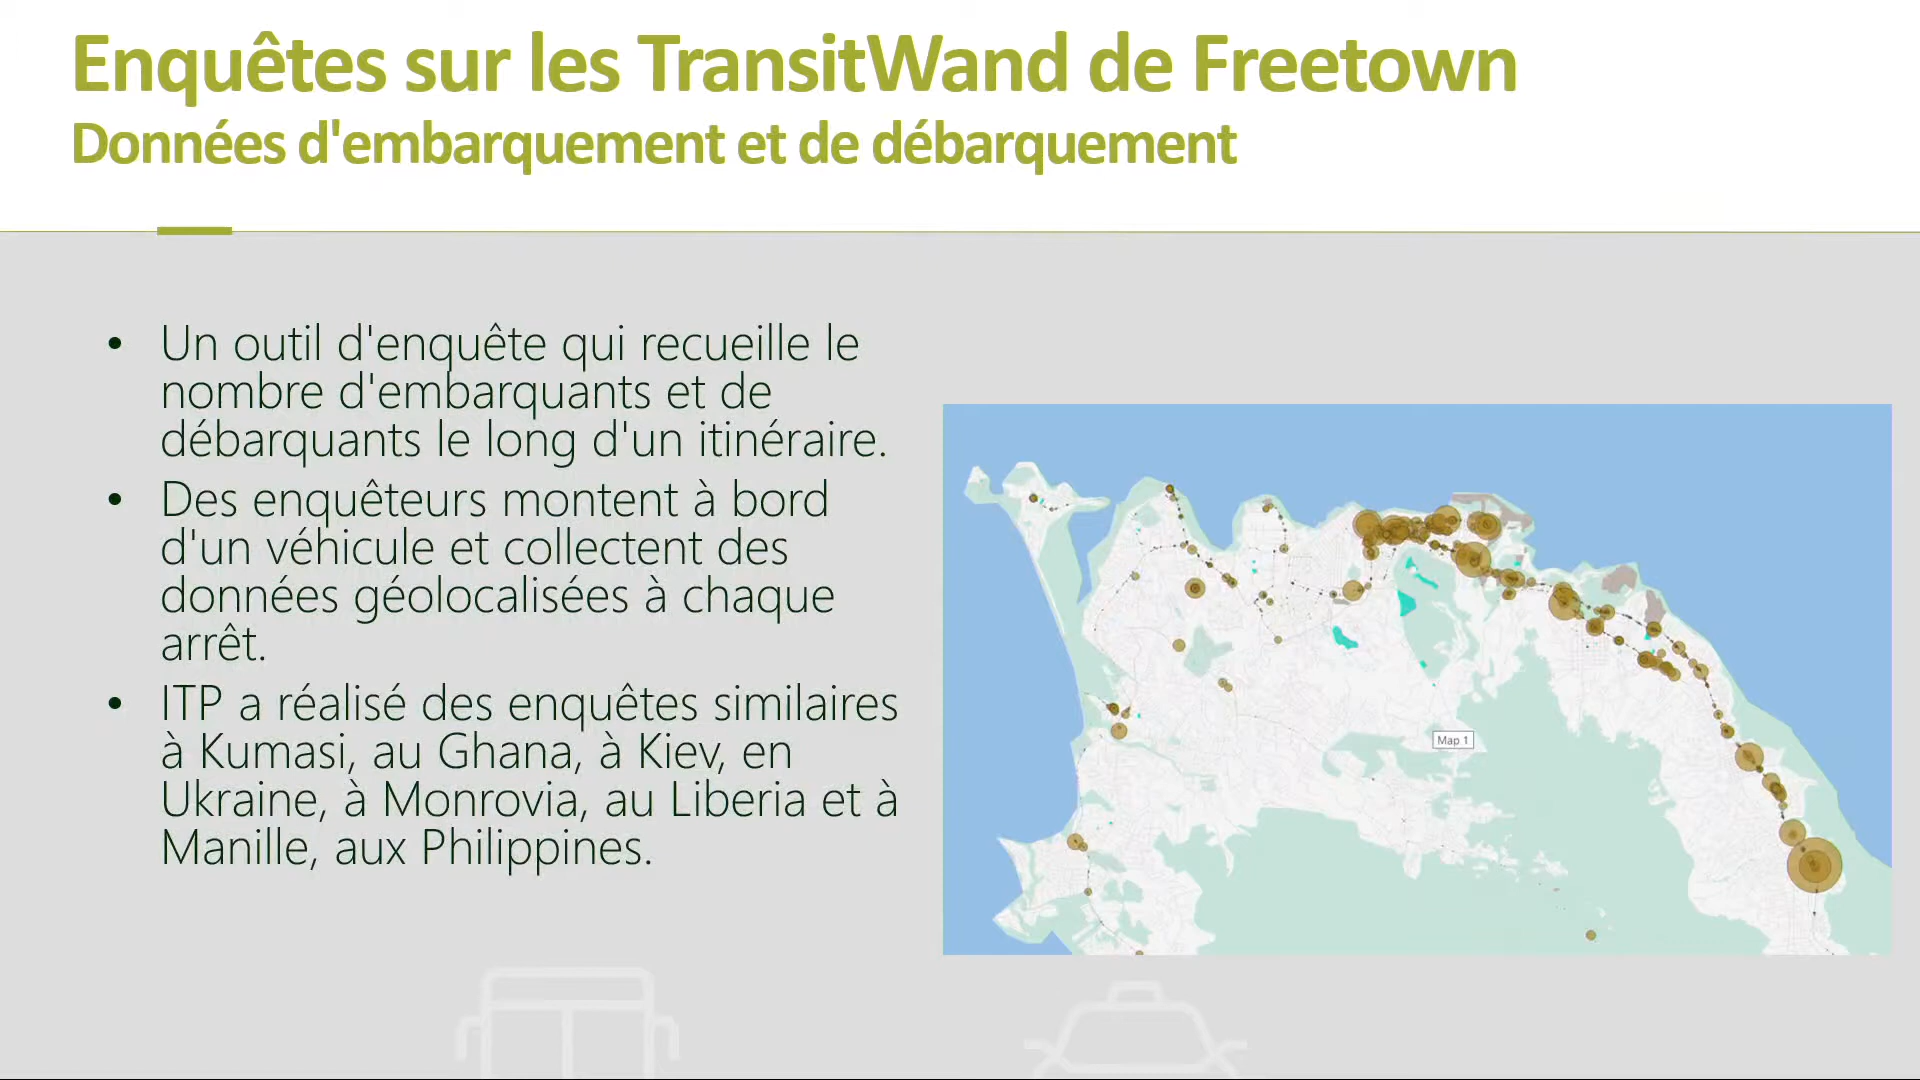 Enquêtes sur les TransitWand de Freetown
Données d'embarquement et de débarquement
• Un outil d'enquête qui recueille le
nombre d'embarquants et de
débarquants le long d'un itinéraire.
• Des enquêteurs montent à bord
d'un véhicule et collectent des
données géolocalisées à chaque
arrêt.
• ITP a réalisé des enquêtes similaires
à Kumasi, au Ghana, à Kiev, en
Ukraine, à Monrovia, au Liberia et à
Manille, aux Philippines.
Map 1